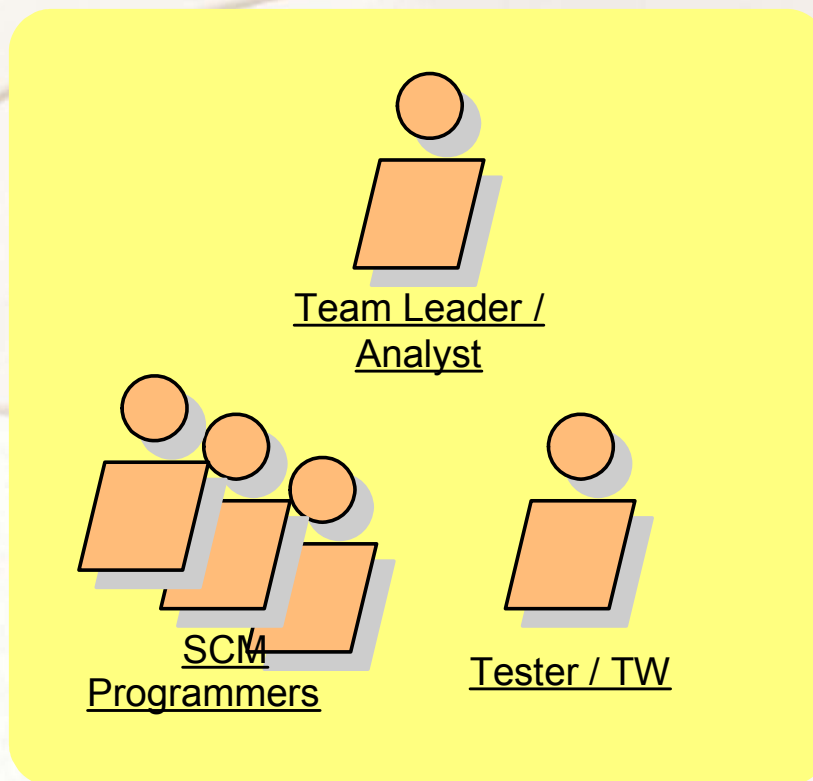 Team Leader /
Analyst
SCM
Programmers
Tester / TW